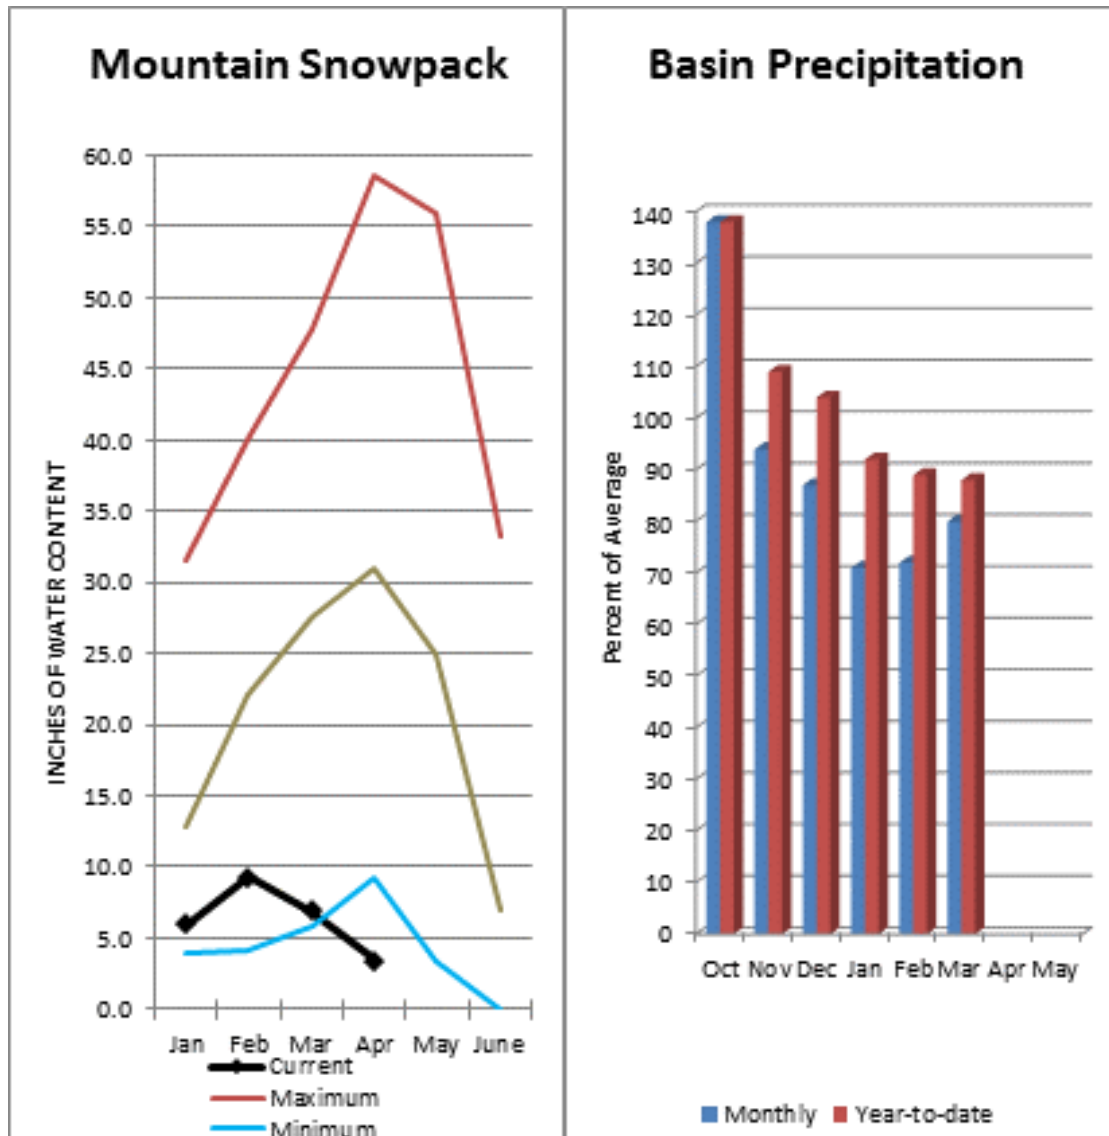 Mountain Snowpack
INCHES OF WATER CONTENT
60.0
55.0
50.0
45.0
40.0
35.0
30.0
25.0
20.0
15.0
10.0
5.0
0.0
Jan Feb Mar Apr May June
Current
Maximum
Minimum
Basin Precipitation
Percent of Average
140
130
120
110
100
90
80
70
60
50
40
30
20
10
0
Oct Nov Dec Jan Feb Mar Apr May
Monthly Year-to-date